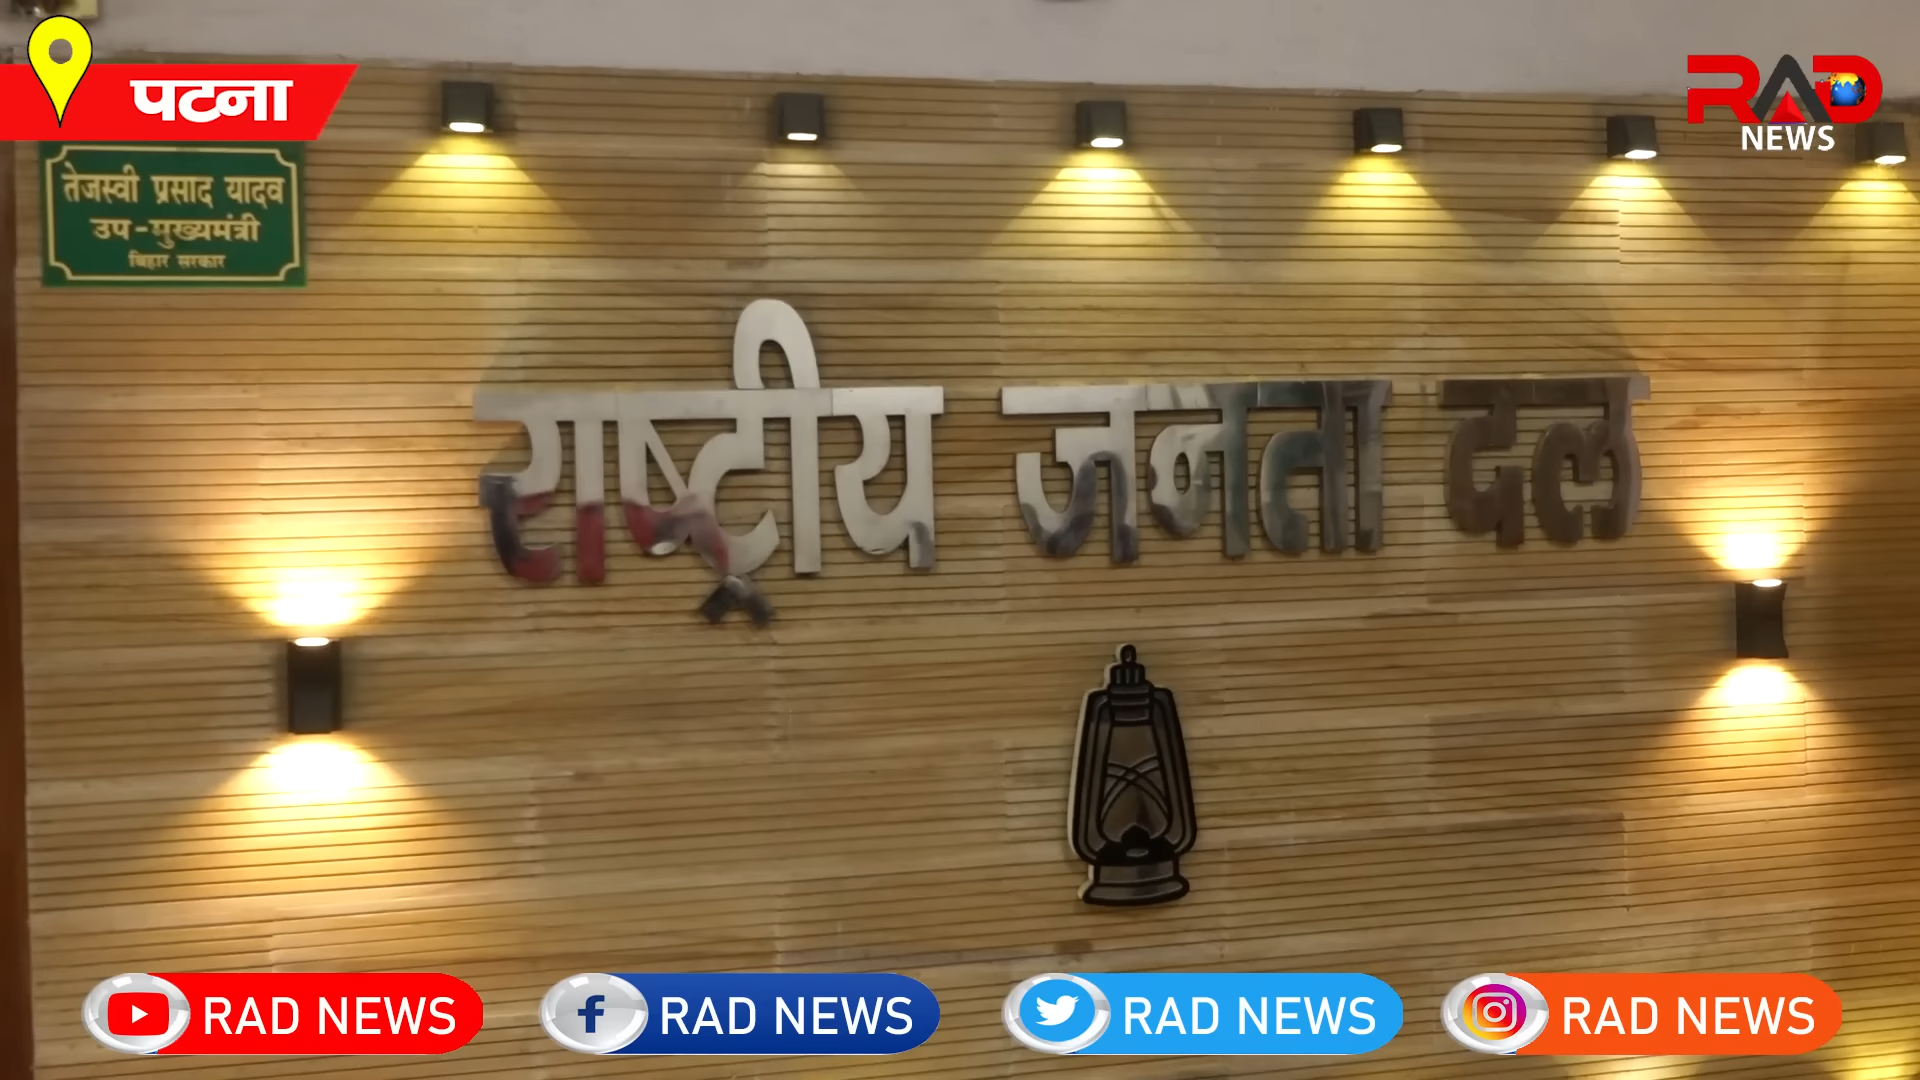 पटना
RAD
NEWS
तेजस्वी प्रसाद यादव
उप-मुख्यमंत्री
बिहार सरकार
राष्ट्रीय जनता दल
RAD NEWS
RAD NEWS
RAD NEWS
RAD NEWS